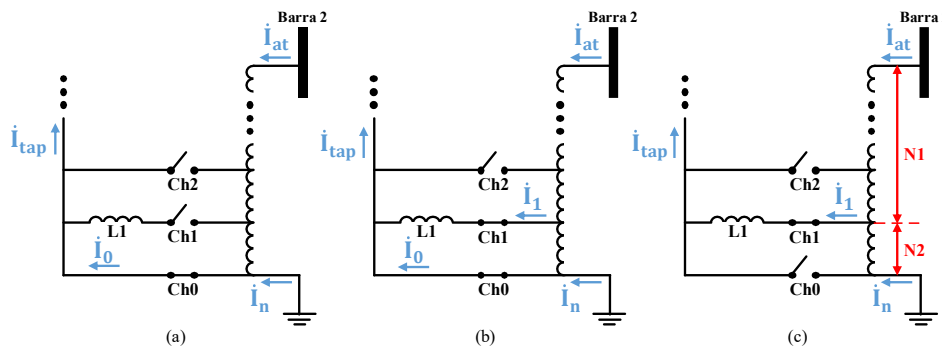 Barra 2
İat
İtap
Ch2
L1
Ch1
İ0
Ch0
İn
(a)
Barra 2
İat
İtap
Ch2
İ1
L1
Ch1
İ0
Ch0
İn
(b)
Barra
İat
İtap
N1
Ch2
İ1
L1
Ch1
N2
Ch0
İn
(c)